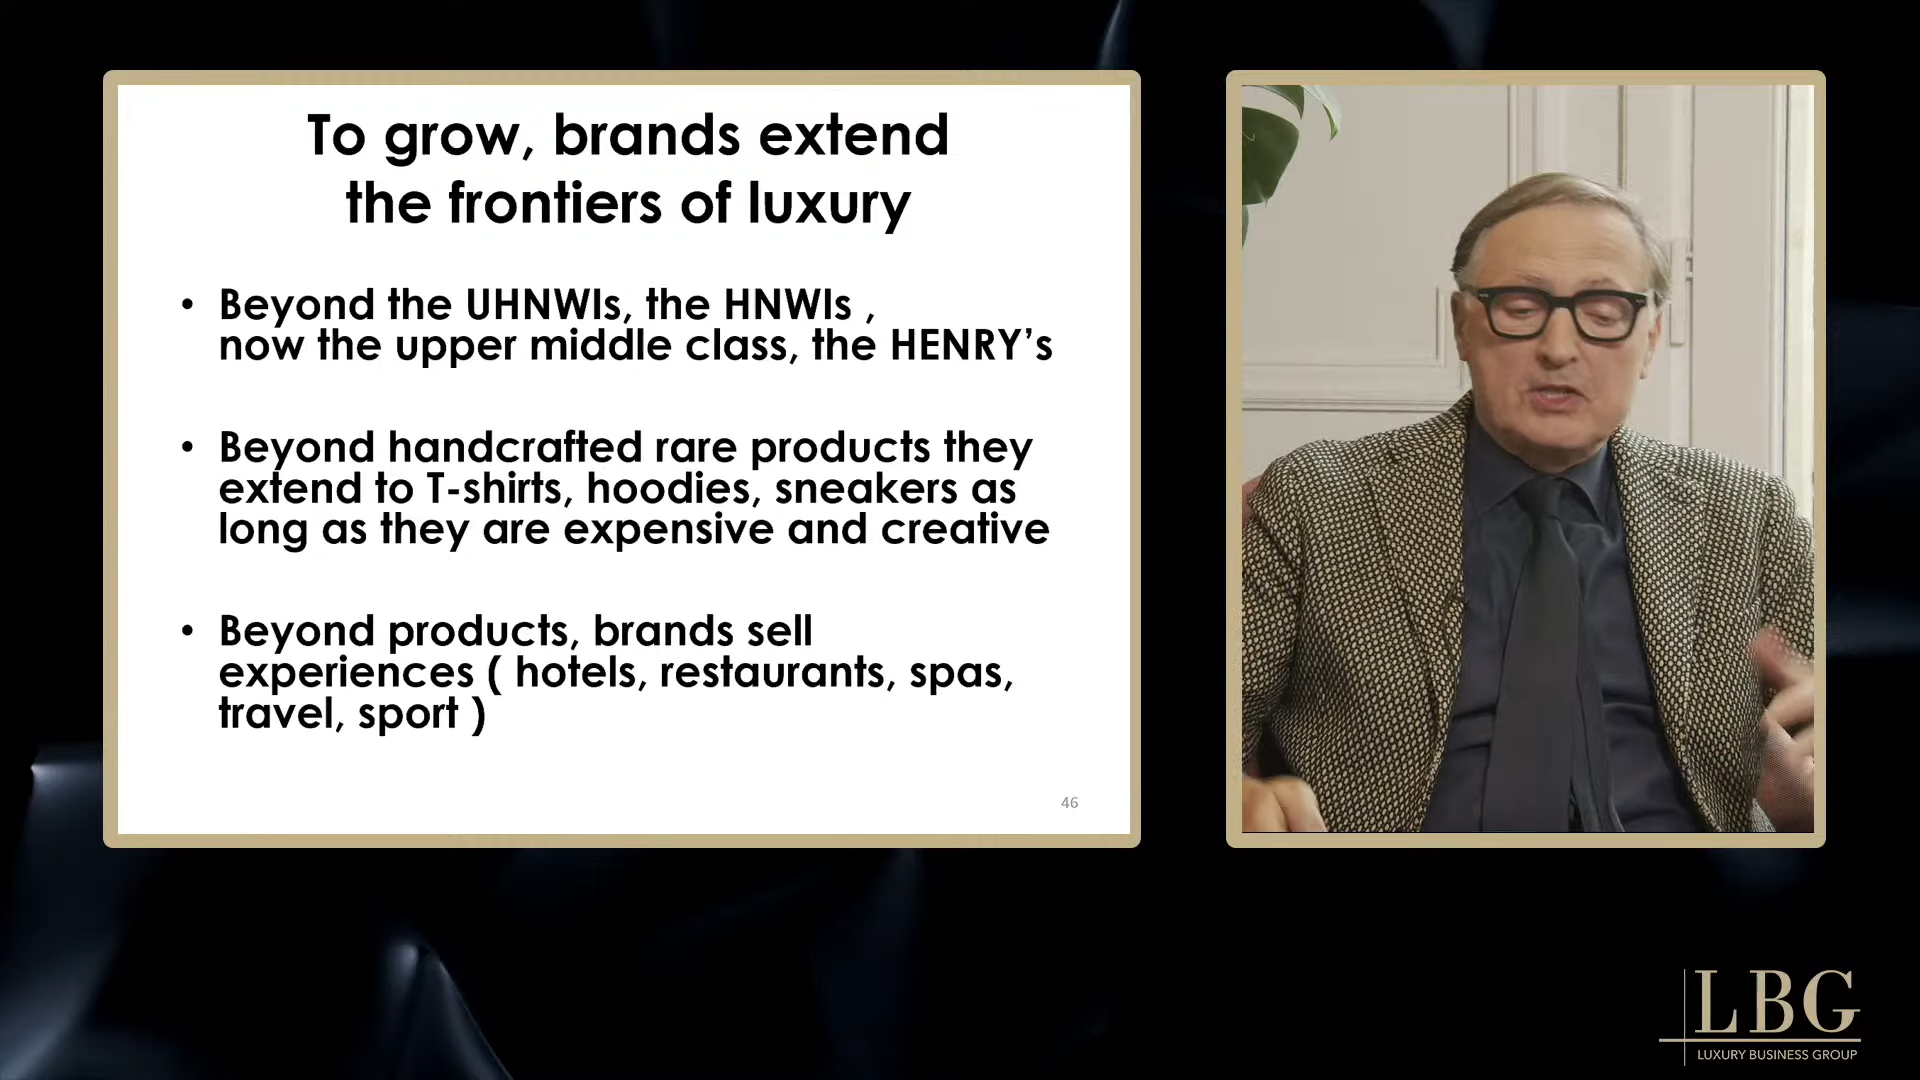 To grow, brands extend
the frontiers of luxury
• Beyond the UHNWIs, the HNWIs ,
now the upper middle class, the HENRY’s
• Beyond handcrafted rare products they
extend to T-shirts, hoodies, sneakers as
long as they are expensive and creative
• Beyond products, brands sell
experiences ( hotels, restaurants, spas,
travel, sport )
46
LBG
LUXURY BUSINESS GROUP